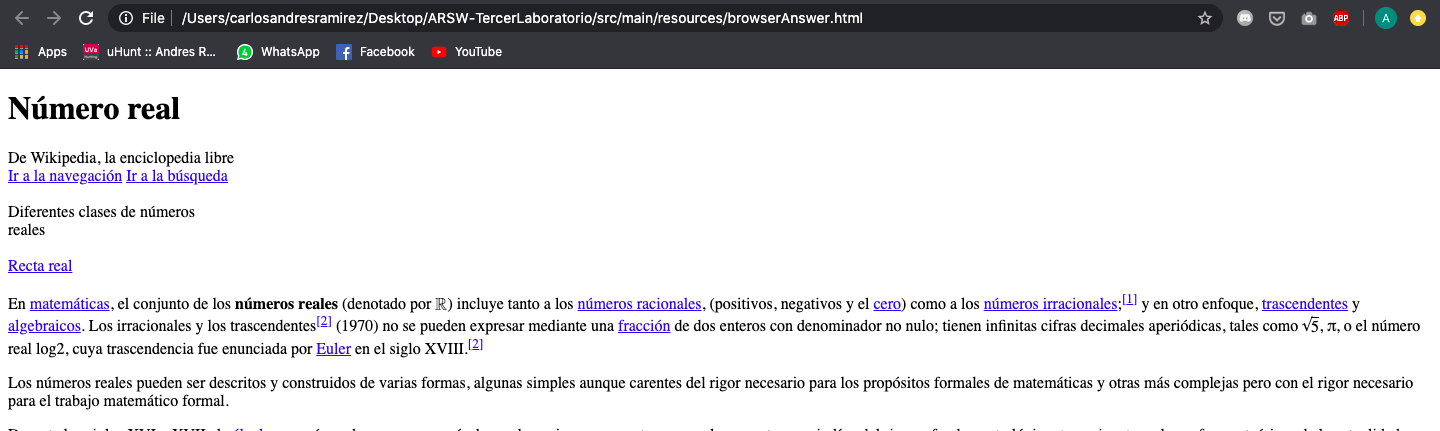 File /Users/carlosandresramirez/Desktop/ARSW-TercerLaboratorio/src/main/resources/browserAnswer.html ABP A
Apps UVa uHunt :: Andres R... 4 WhatsApp Facebook YouTube
Número real
De Wikipedia, la enciclopedia libre
Ir a la navegación Ir a la búsqueda
Diferentes clases de números
reales
Recta real
En matemáticas, el conjunto de los números reales (denotado por ℝ) incluye tanto a los números racionales, (positivos, negativos y el cero) como a los números irracionales;[1] y en otro enfoque, trascendentes y
algebraicos. Los irracionales y los trascendentes[2] (1970) no se pueden expresar mediante una fracción de dos enteros con denominador no nulo; tienen infinitas cifras decimales aperiódicas, tales como √5, π, o el número
real log2, cuya trascendencia fue enunciada por Euler en el siglo XVIII.[2]
Los números reales pueden ser descritos y construidos de varias formas, algunas simples aunque carentes del rigor necesario para los propósitos formales de matemáticas y otras más complejas pero con el rigor necesario
para el trabajo matemático formal.